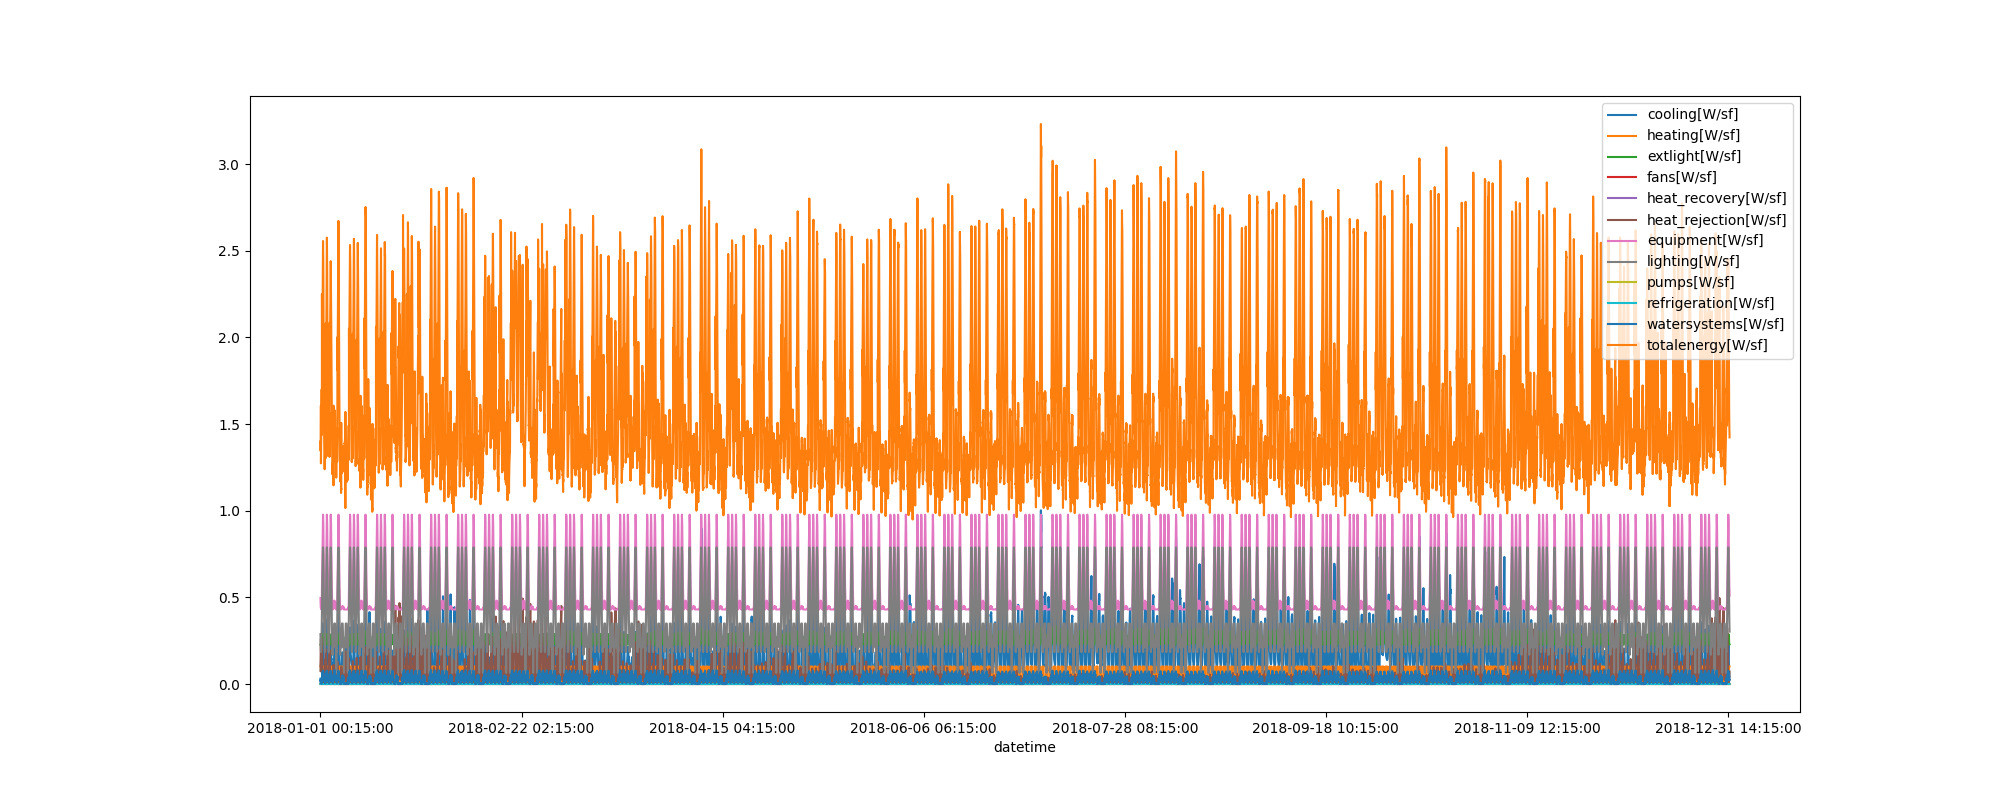 3.0
2.5
2.0
1.5
1.0
0.5
0.0
cooling[W/sf]
heating[W/sf]
extlight[W/sf]
fans[W/sf]
heat_recovery[W/sf]
heat_rejection[W/sf]
equipment[W/sf]
lighting[W/sf]
pumps[W/sf]
refrigeration[W/sf]
watersystems[W/sf]
totalenergy[W/sf]
2018-01-01 00:15:00 2018-02-22 02:15:00 2018-04-15 04:15:00 2018-06-06 06:15:00 2018-07-28 08:15:00 2018-09-18 10:15:00 2018-11-09 12:15:00 2018-12-31 14:15:00
datetime